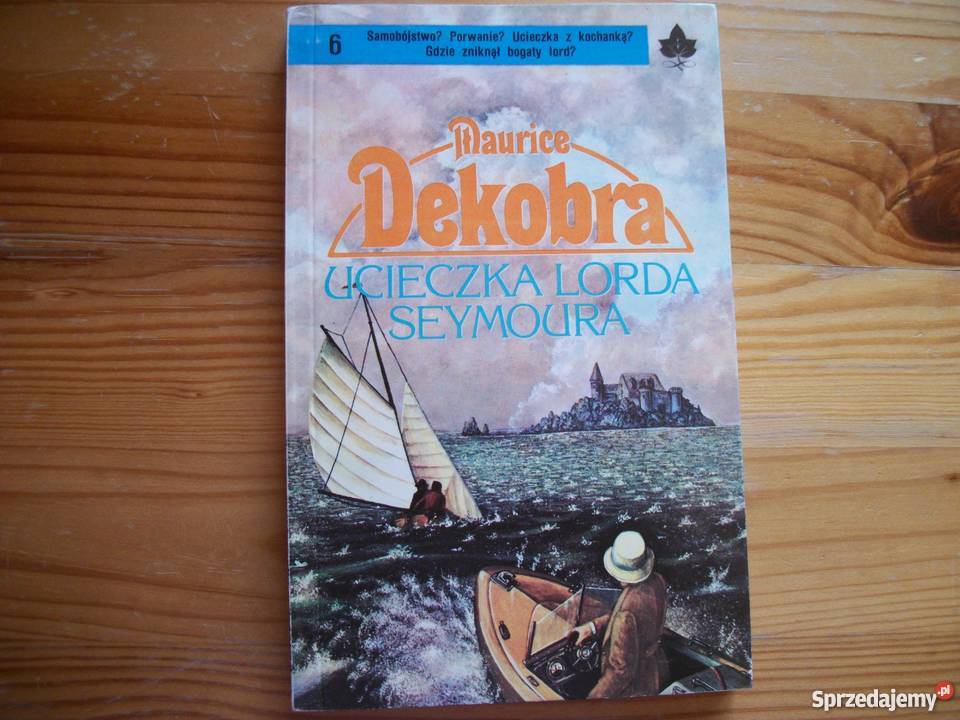 6
Samobójstwo? Porwanie? Ucieczka z kochanką?
Gdzie zniknął bogaty lord?
Maurice
Dekobra
UCIECZKA LORDA
SEYMOURA
Sprzedajemy.pl